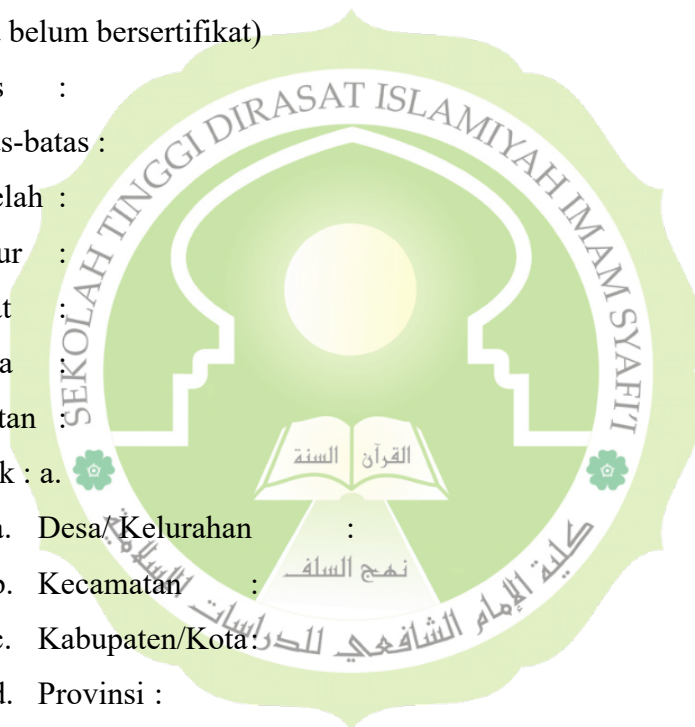 belum bersertifikat)
s :
s-batas :
elah :
ur :
at :
a :
tan :
k : a.
a. Desa/ Kelurahan :
b. Kecamatan :
c. Kabupaten/Kota:
d. Provinsi :
SEKOLAH TINGGI DIRASAT ISLAMIYAH IMAM SYAFI'I
السنة القرآن
نهج السلف
كلية الإمام الشافعي للدراسات الإسلامية